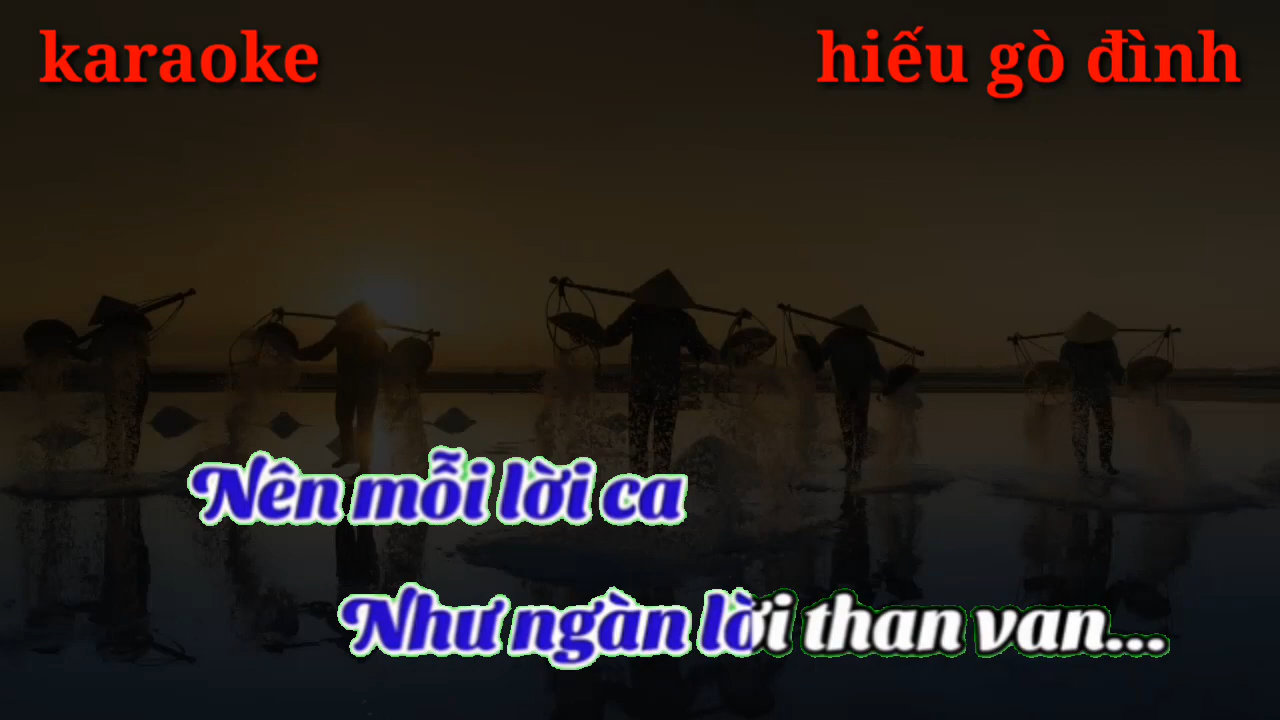 karaoke
hiếu gò đình
Nên mỗi lời ca
Như ngàn lời than van...